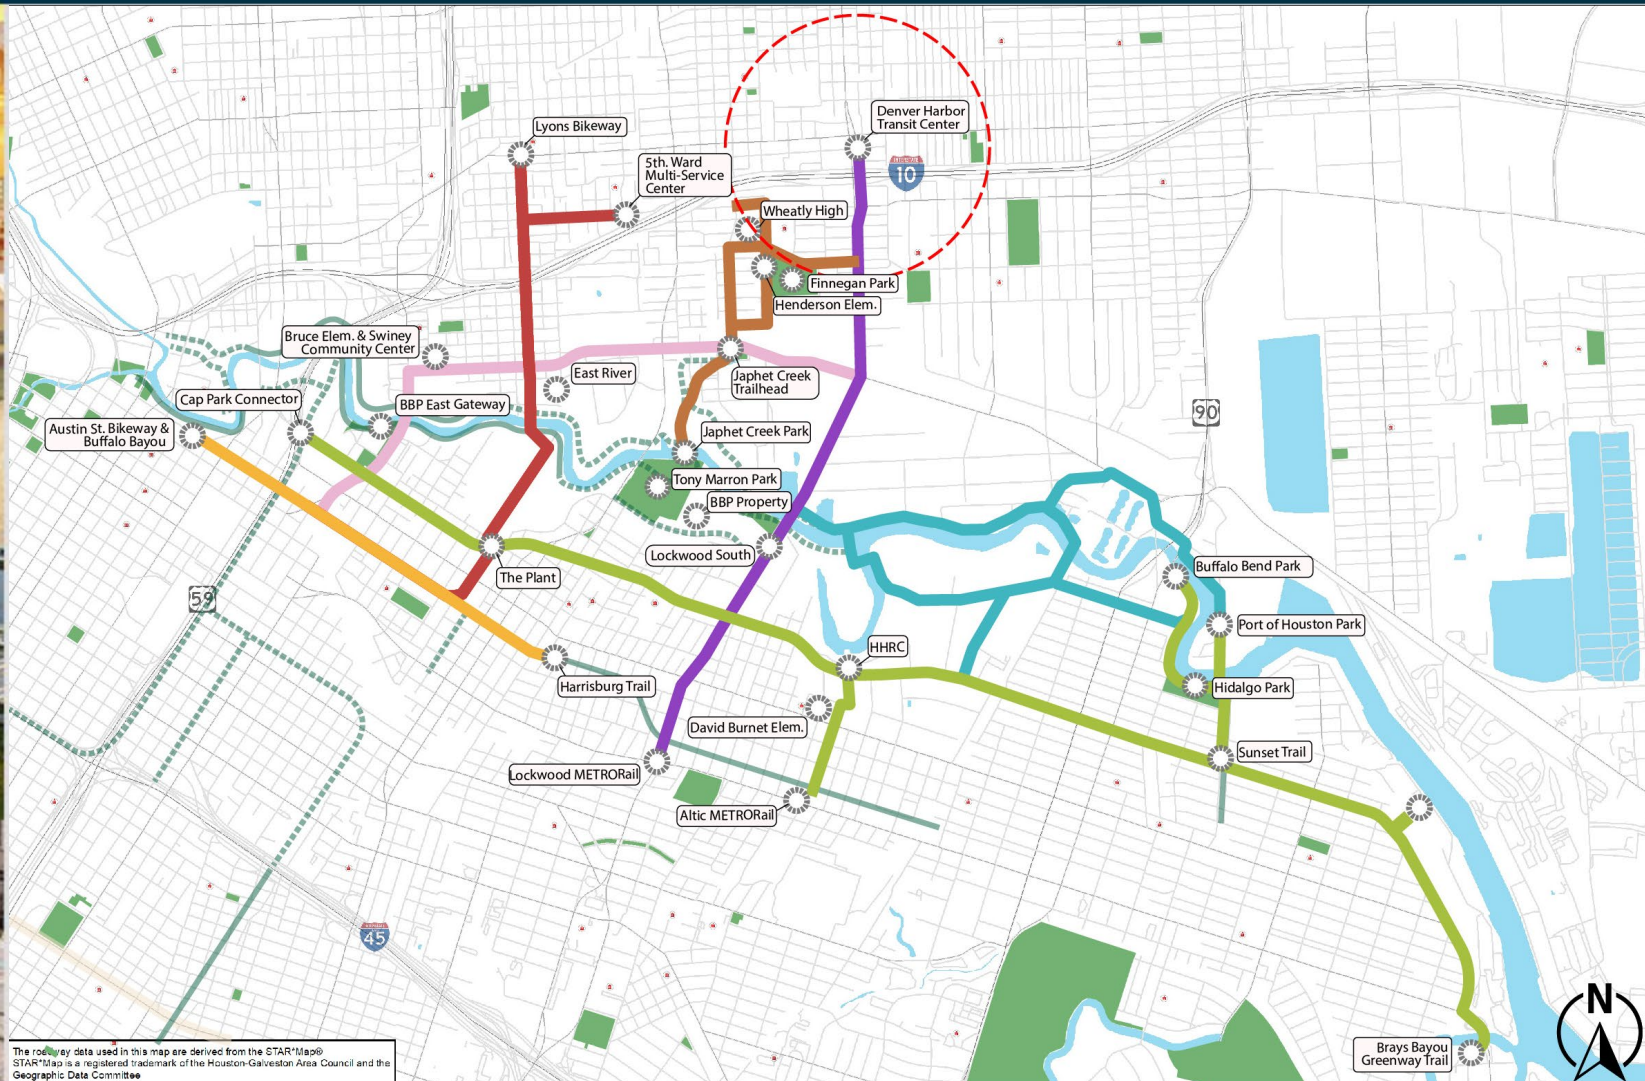 Denver Harbor
Transit Center
Lyons Bikeway
5th. Ward
Multi-Service
Center
10
Wheatly High
Finnegan Park
Henderson Elem.
Bruce Elem. & Swiney
Community Center
East River
Japhet Creek
Trailhead
Cap Park Connector
BBP East Gateway
90
Austin St. Bikeway &
Buffalo Bayou
Japhet Creek Park
Tony Marron Park
BBP Property
Lockwood South
Buffalo Bend Park
The Plant
59
Port of Houston Park
HHRC
Harrisburg Trail
Hidalgo Park
David Burnet Elem.
Sunset Trail
Lockwood METRORail
Altic METRORail
45
N
Brays Bayou
Greenway Trail
The roadway data used in this map are derived from the STAR*Map®
STAR*Map is a registered trademark of the Houston-Galveston Area Council and the
Geographic Data Committee